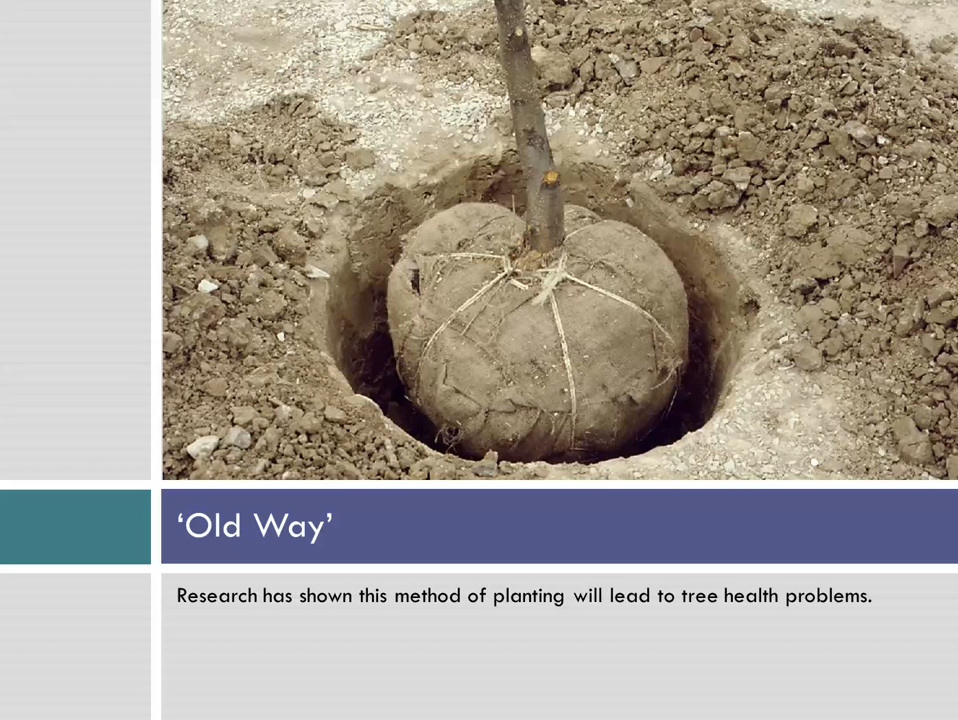 ‘Old Way’
Research has shown this method of planting will lead to tree health problems.